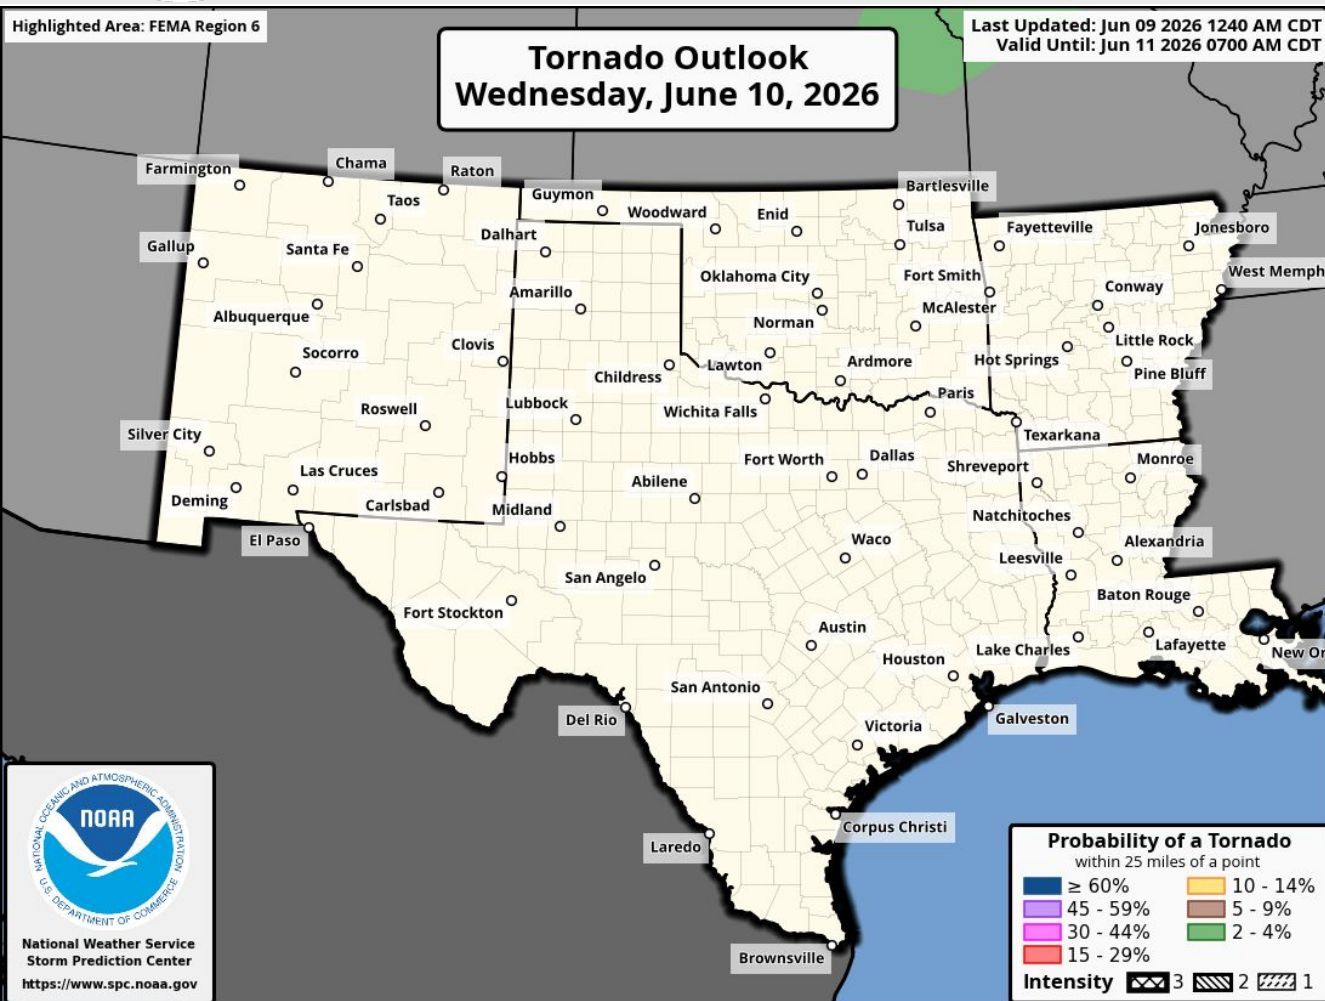 Highlighted Area: FEMA Region 6
Last Updated: Jun 09 2026 1240 AM CDT
Valid Until: Jun 11 2026 0700 AM CDT
Tornado Outlook
Wednesday, June 10, 2026
Farmington
Chama
Raton
Taos
Guymon
Woodward
Enid
Bartlesville
Tulsa
Fayetteville
Jonesboro
Gallup
Santa Fe
Dalhart
Oklahoma City
Fort Smith
West Memph
Amarillo
Conway
Albuquerque
Norman
McAlester
Little Rock
Socorro
Clovis
Childress
Lawton
Ardmore
Hot Springs
Pine Bluff
Roswell
Lubbock
Wichita Falls
Paris
Texarkana
Silver City
Las Cruces
Hobbs
Abilene
Fort Worth
Dallas
Shreveport
Monroe
Deming
Carlsbad
Midland
Natchitoches
El Paso
San Angelo
Waco
Leesville
Alexandria
Fort Stockton
Austin
Baton Rouge
Houston
Lake Charles
Lafayette
New Or
San Antonio
Del Rio
Victoria
Galveston
Corpus Christi
Laredo
Brownsville
NATIONAL OCEANIC AND ATMOSPHERIC ADMINISTRATION
NOAA
U.S. DEPARTMENT OF COMMERCE
National Weather Service
Storm Prediction Center
https://www.spc.noaa.gov
Probability of a Tornado
within 25 miles of a point
≥ 60% 10 - 14%
45 - 59% 5 - 9%
30 - 44% 2 - 4%
15 - 29%
Intensity 3 2 1